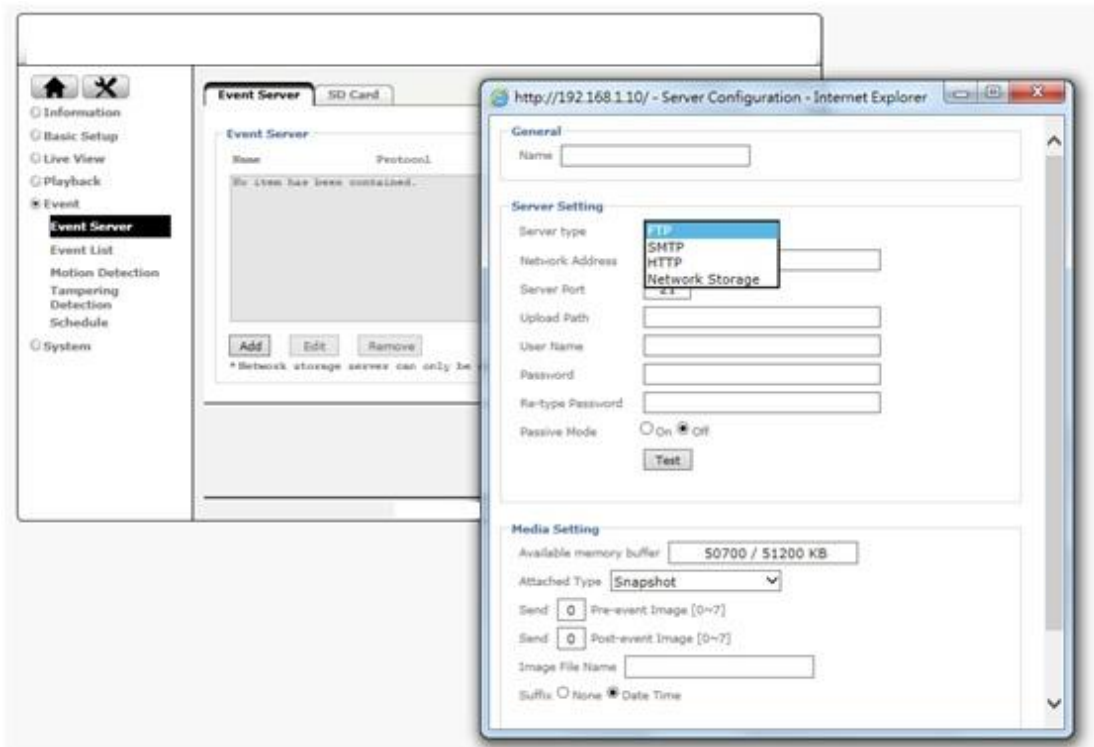 Information
Basic Setup
Live View
Playback
Event
Event Server
Event List
Motion Detection
Tampering
Detection
Schedule
System
Event Server SD Card
Event Server
Name Protocol
No item has been contained.
Add Edit Remove
*Network storage server can only be
http://192.168.1.10/ - Server Configuration - Internet Explorer
General
Name
Server Setting
Server type FTP
SMTP
HTTP
Network Storage
Network Address
Server Port 21
Upload Path
User Name
Password
Re-type Password
Passive Mode On Off
Test
Media Setting
Available memory buffer 50700 / 51200 KB
Attached Type Snapshot
Send 0 Pre-event Image [0~7]
Send 0 Post-event Image [0~7]
Image File Name
Suffix None Date Time